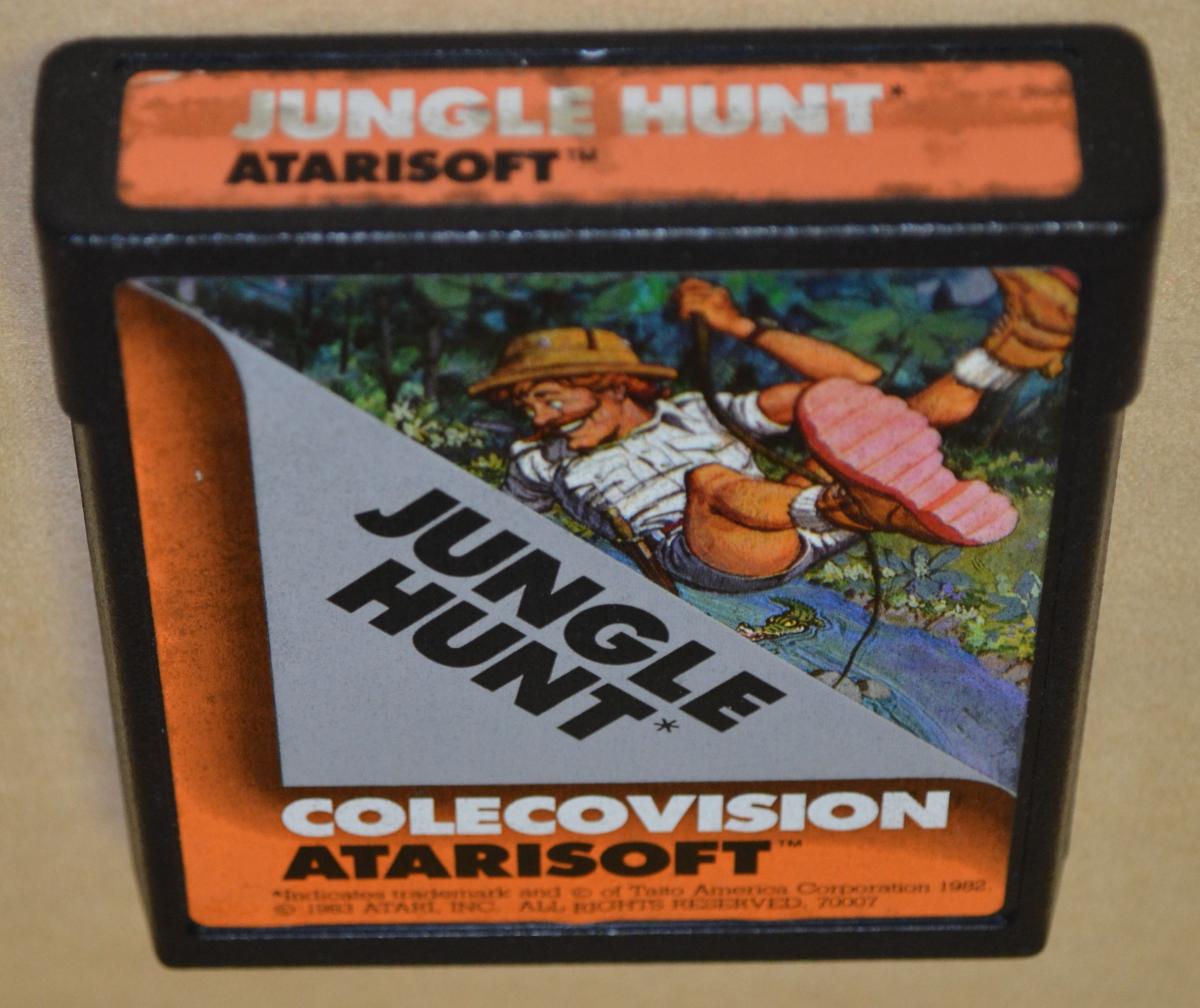 JUNGLE HUNT*
ATARISOFT™
JUNGLE
HUNT*
COLECOVISION
ATARISOFT™
*Indicates trademark and © of Taito America Corporation 1982.
© 1983 ATARI, INC. ALL RIGHTS RESERVED, 70007